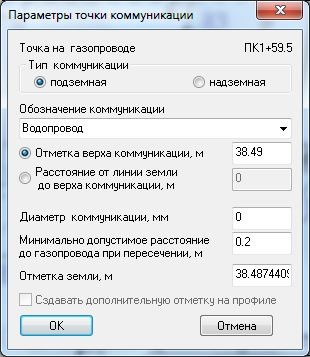 Параметры точки коммуникации
Точка на газопроводе ПК1+59.5
Тип коммуникации
подземная надземная
Обозначение коммуникации
Водопровод
Отметка верха коммуникации, м 38.49
Расстояние от линии земли
до верха коммуникации, м 0
Диаметр коммуникации, мм 0
Минимально допустимое расстояние
до газопровода при пересечении, м 0.2
Отметка земли, м 38.4874409
Создавать дополнительную отметку на профиле
ОК Отмена